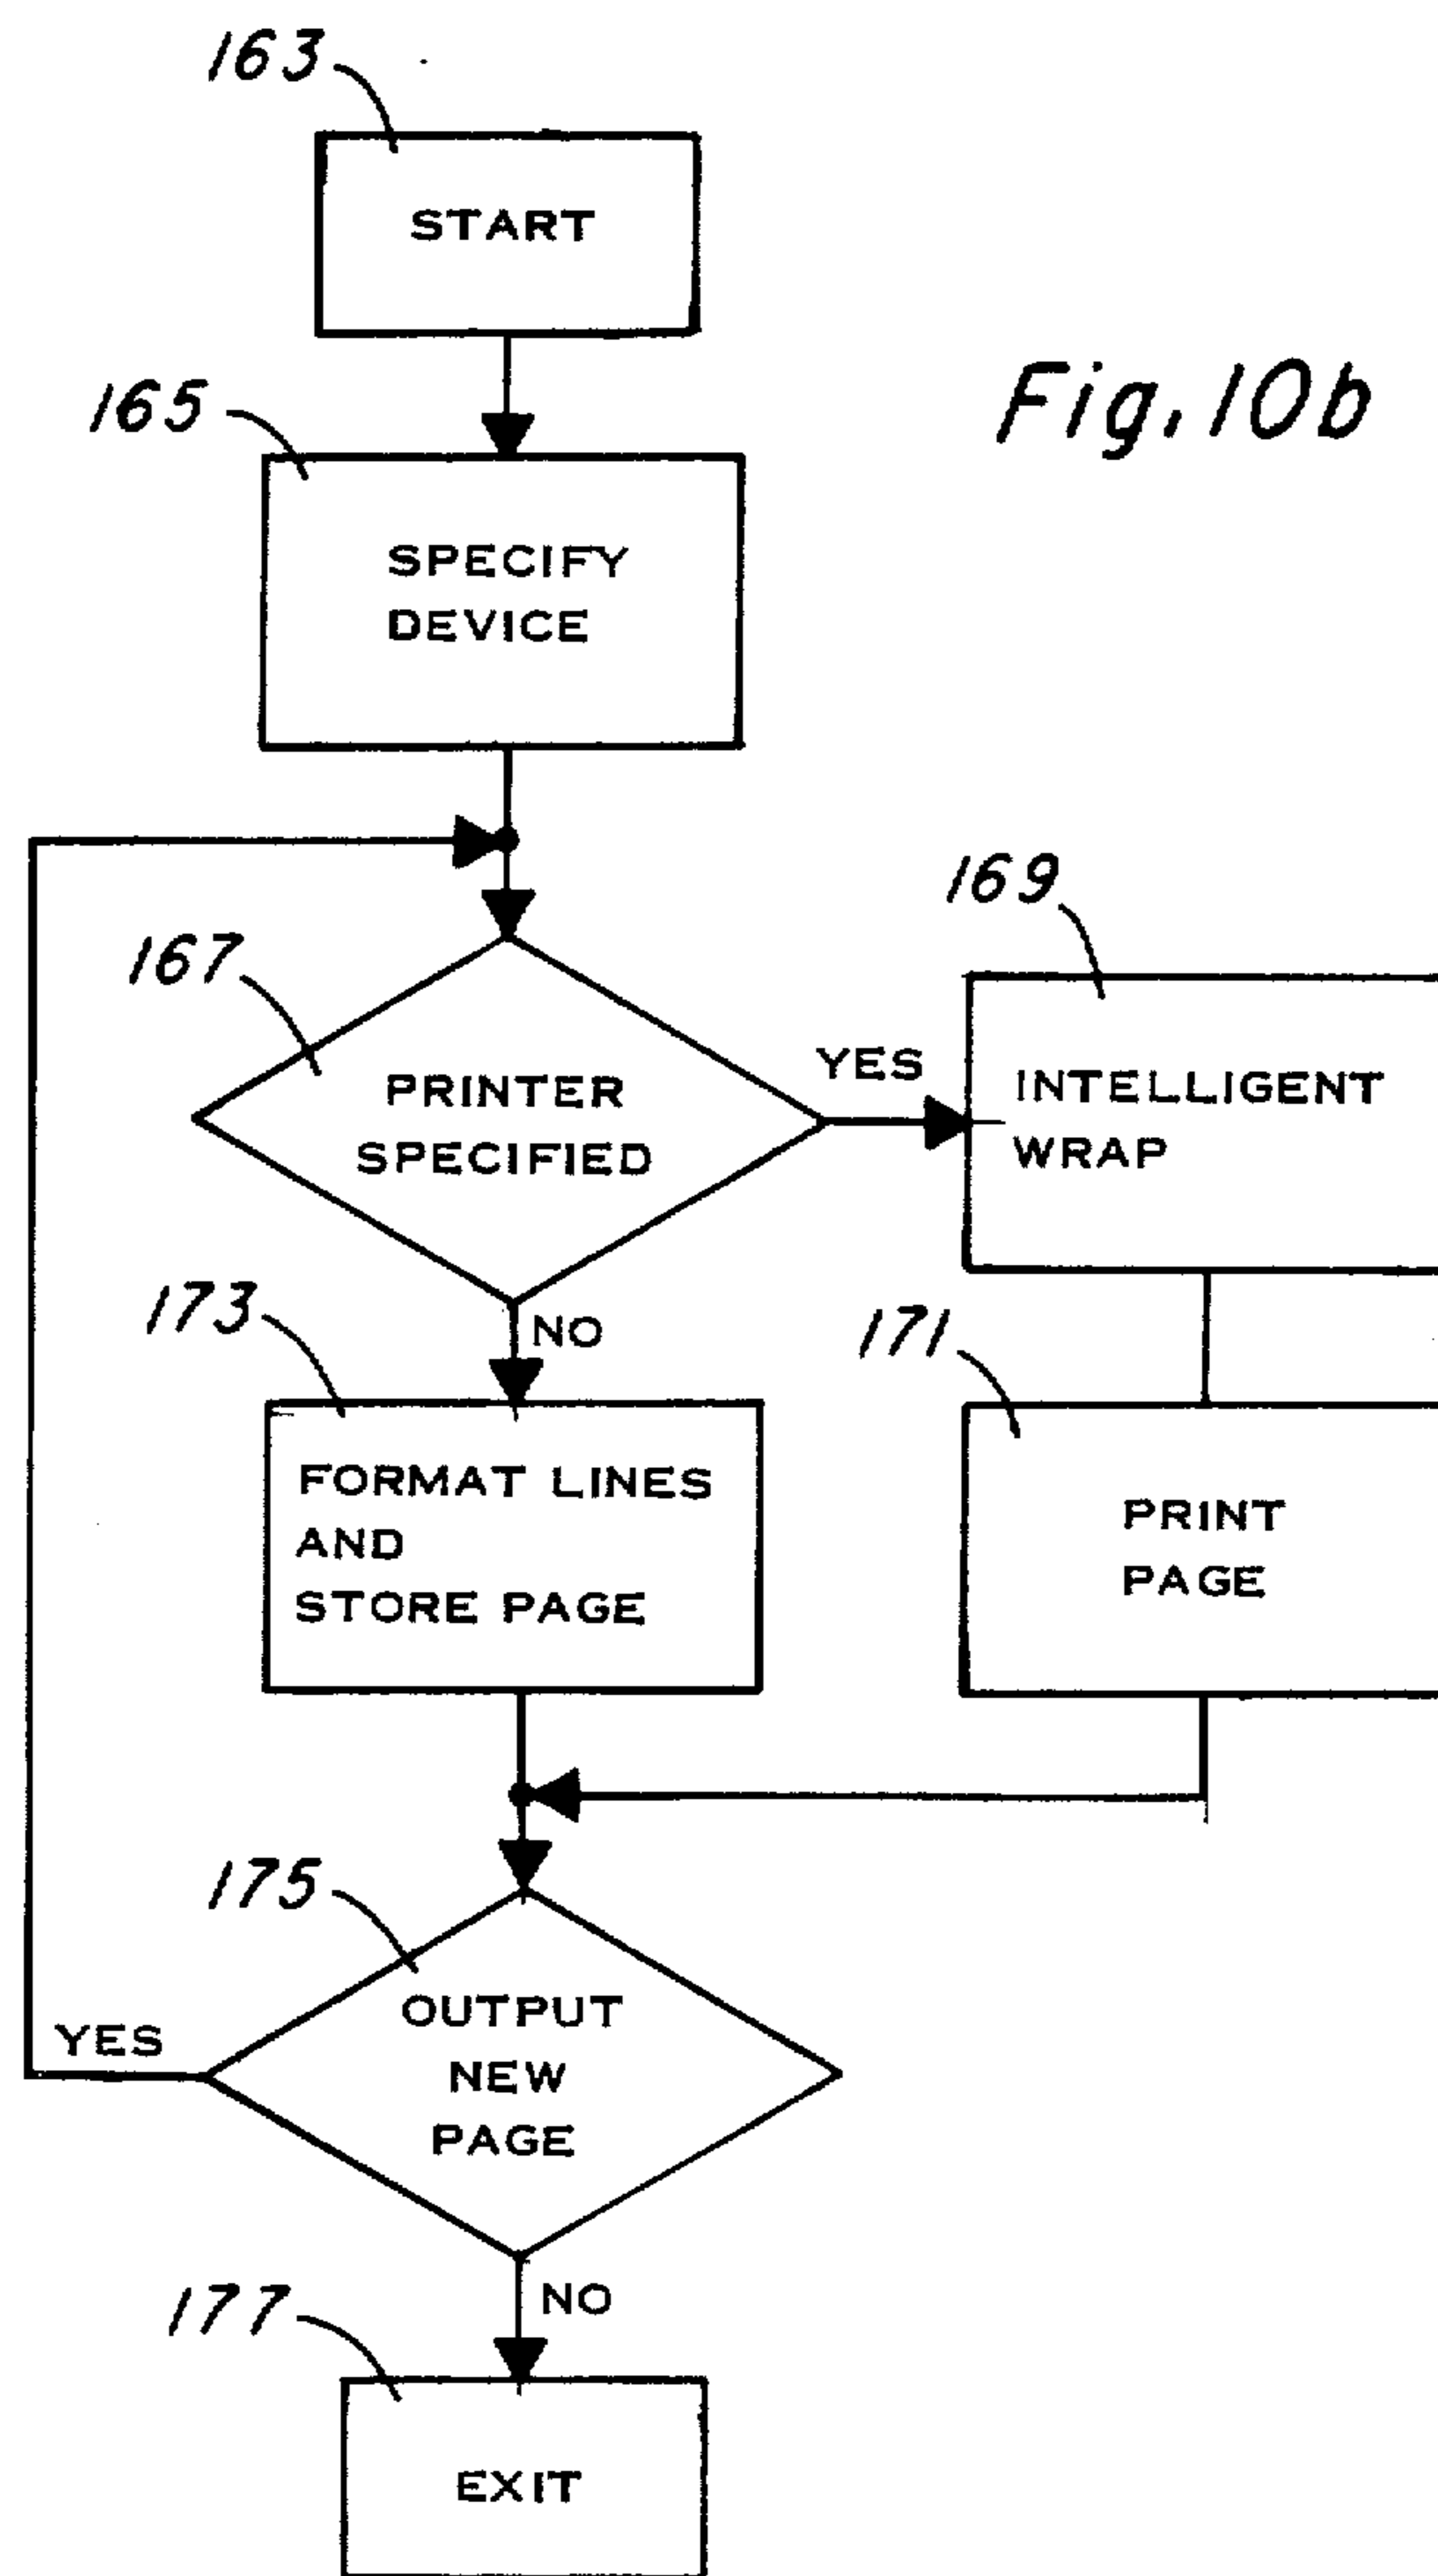 163
START
Fig. 10b
165
SPECIFY
DEVICE
167
PRINTER
SPECIFIED
YES
169
INTELLIGENT
WRAP
NO
173
FORMAT LINES
AND
STORE PAGE
171
PRINT
PAGE
175
OUTPUT
NEW
PAGE
YES
NO
177
EXIT